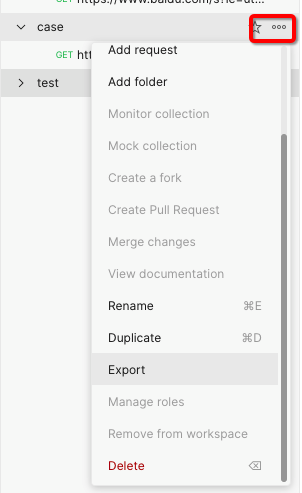 GET https://www.baidu.com/s?ie=ut...
case
GET htt
test
Add request
Add folder
Monitor collection
Mock collection
Create a fork
Create Pull Request
Merge changes
View documentation
Rename ⌘E
Duplicate ⌘D
Export
Manage roles
Remove from workspace
Delete ⌫